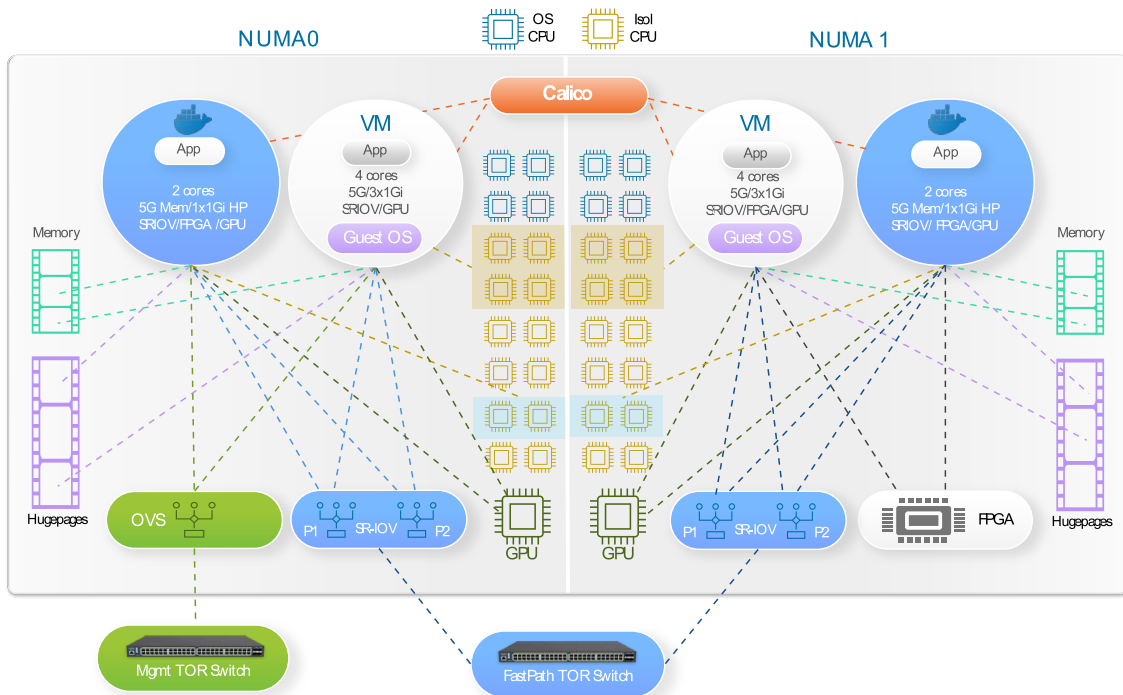 NUMA0
OS
CPU
Isol
CPU
NUMA 1
Calico
App
2 cores
5G Mem/1x1Gi HP
SRIOV/FPGA /GPU
VM
App
4 cores
5G/3x1Gi
SRIOV/GPU
Guest OS
VM
App
4 cores
5G/3x1Gi
SRIOV/FPGA/GPU
Guest OS
App
2 cores
5G Mem/1x1Gi HP
SRIOV/ FPGA/GPU
Memory
Hugepages
Memory
Hugepages
OVS
P1
SR-IOV
P2
GPU
GPU
P1
SR-IOV
P2
FPGA
Mgmt TOR Switch
FastPath TOR Switch